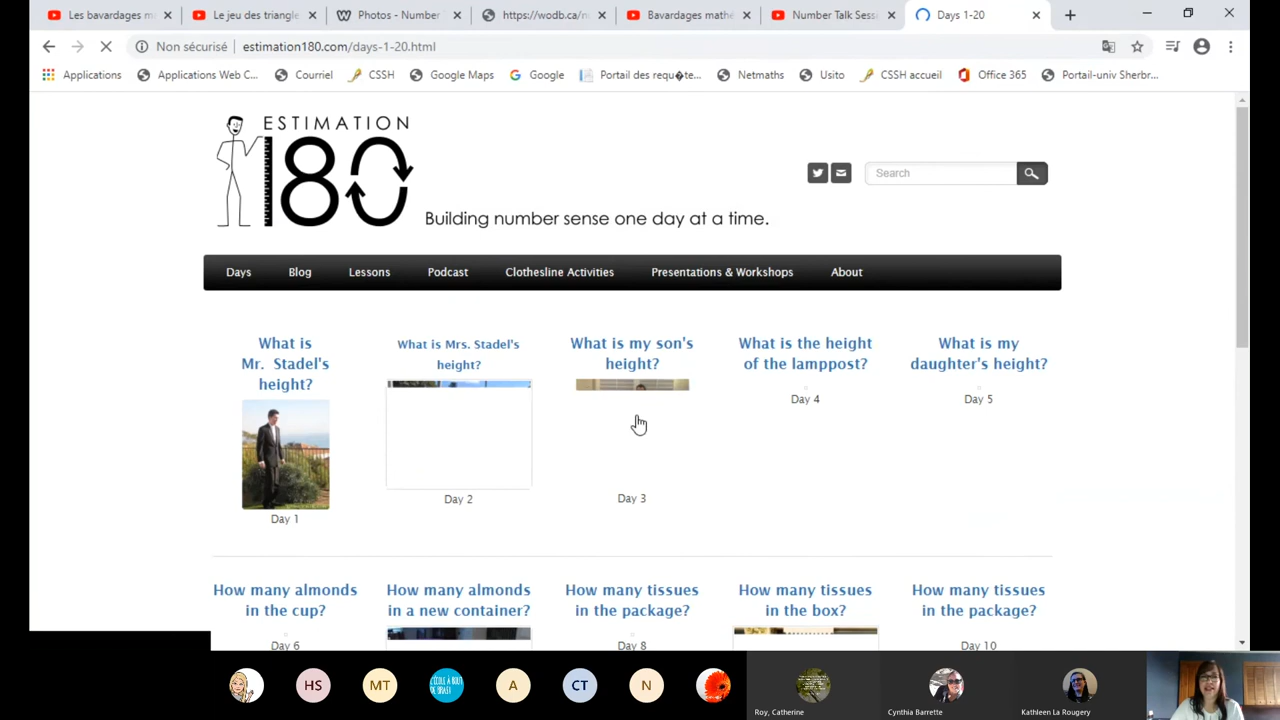 Les bavardages m
Le jeu des triangle
Photos - Number
https://wodb.ca/n
Bavardages mathé
Number Talk Sess
Days 1-20
Non sécurisé
estimation180.com/days-1-20.html
Applications
Applications Web C...
Courriel
CSSH
Google Maps
Google
Portail des requ�te...
Netmaths
Usito
CSSH accueil
Office 365
Portail-univ Sherbr...
ESTIMATION
180
Building number sense one day at a time.
Search
Days
Blog
Lessons
Podcast
Clothesline Activities
Presentations & Workshops
About
What is
Mr. Stadel's
height?
Day 1
What is Mrs. Stadel's
height?
Day 2
What is my son's
height?
Day 3
What is the height
of the lamppost?
Day 4
What is my
daughter's height?
Day 5
How many almonds
in the cup?
Day 6
How many almonds
in a new container?
How many tissues
in the package?
Day 8
How many tissues
in the box?
How many tissues
in the package?
Day 10
HS
MT
L'ÉCOLE À BOUT
DE BRAS!
A
CT
N
Roy, Catherine
Cynthia Barrette
Kathleen La Rougery